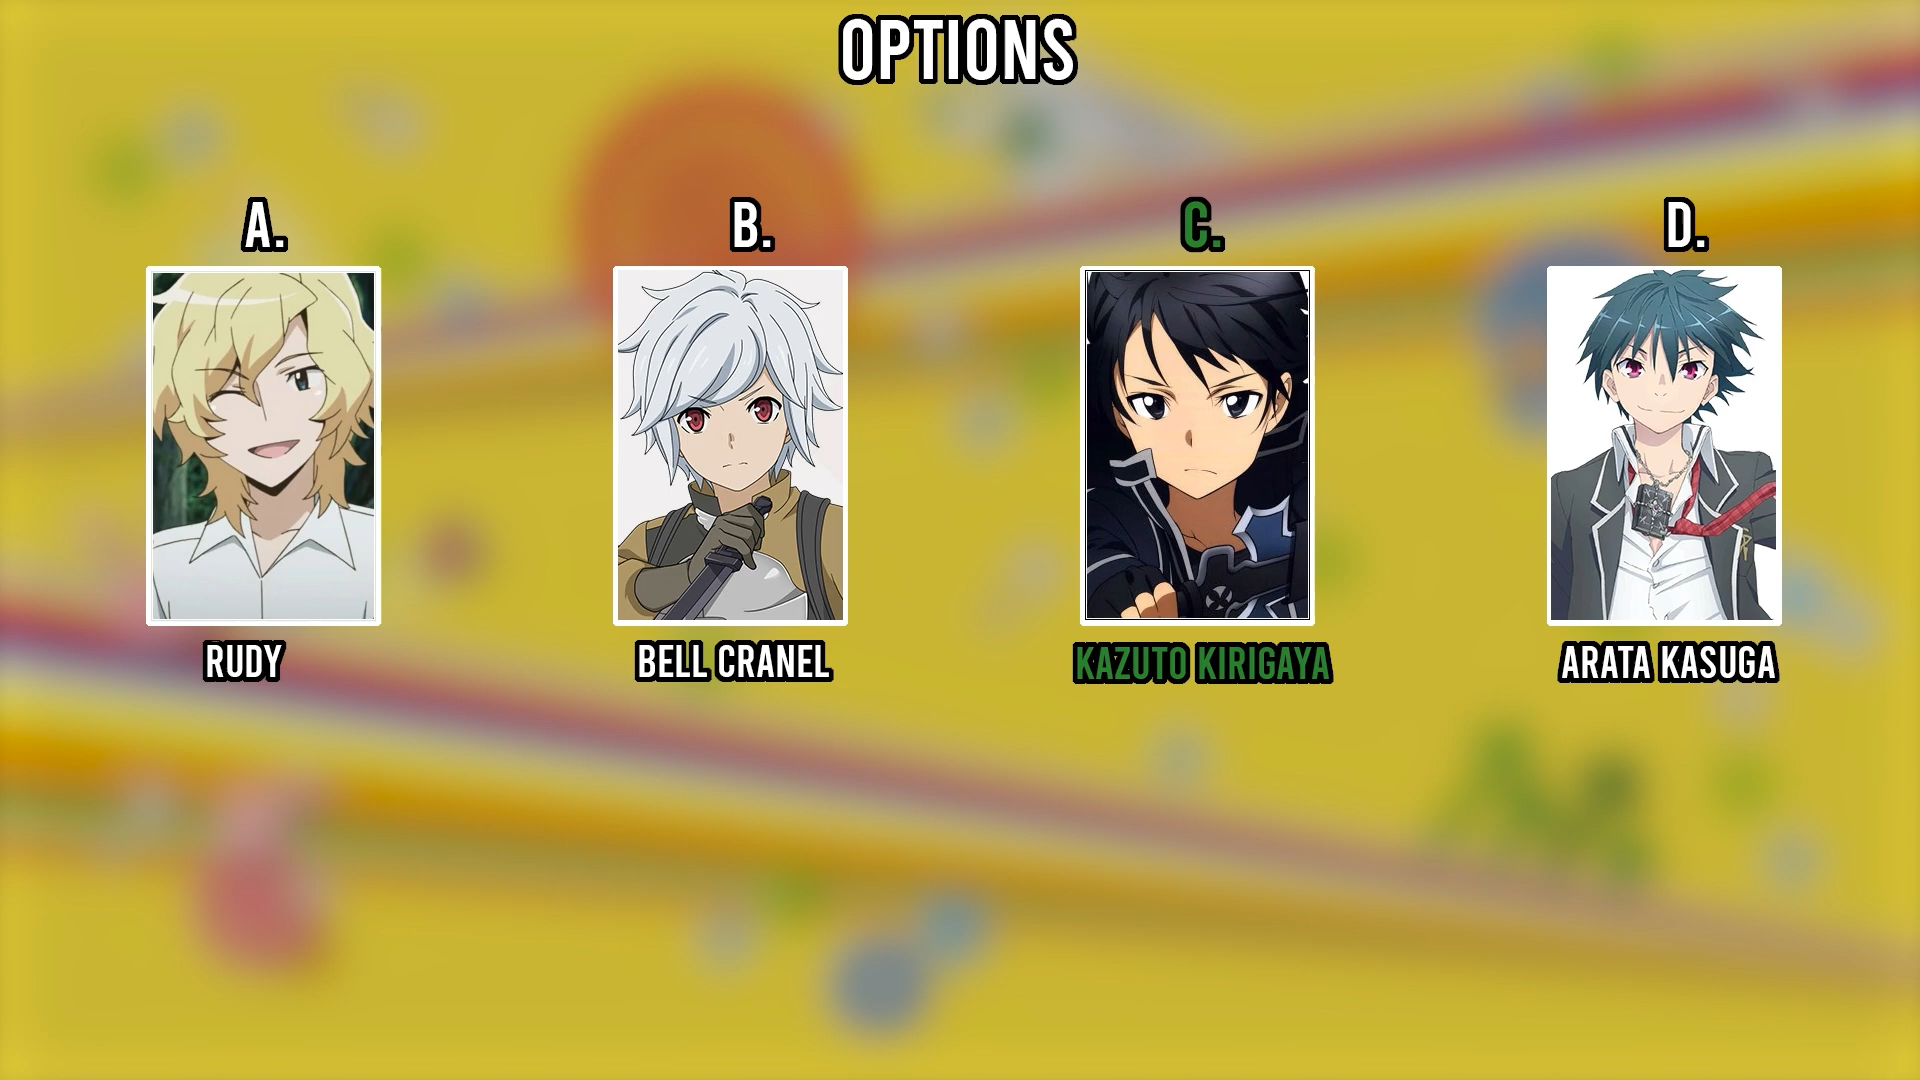 OPTIONS
A.
B.
C.
D.
RUDY
BELL CRANEL
KAZUTO KIRIGAYA
ARATA KASUGA